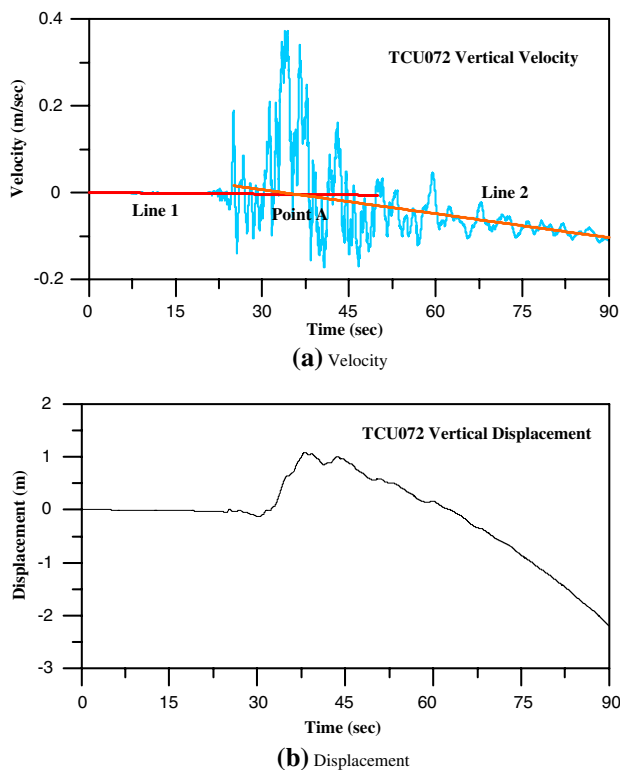 0.4
TCU072 Vertical Velocity
0.2
Velocity (m/sec)
0
Line 1
Point A
Line 2
-0.2
0 15 30 45 60 75 90
Time (sec)
(a) Velocity
2
TCU072 Vertical Displacement
1
Displacement (m)
0
-1
-2
-3
0 15 30 45 60 75 90
Time (sec)
(b) Displacement